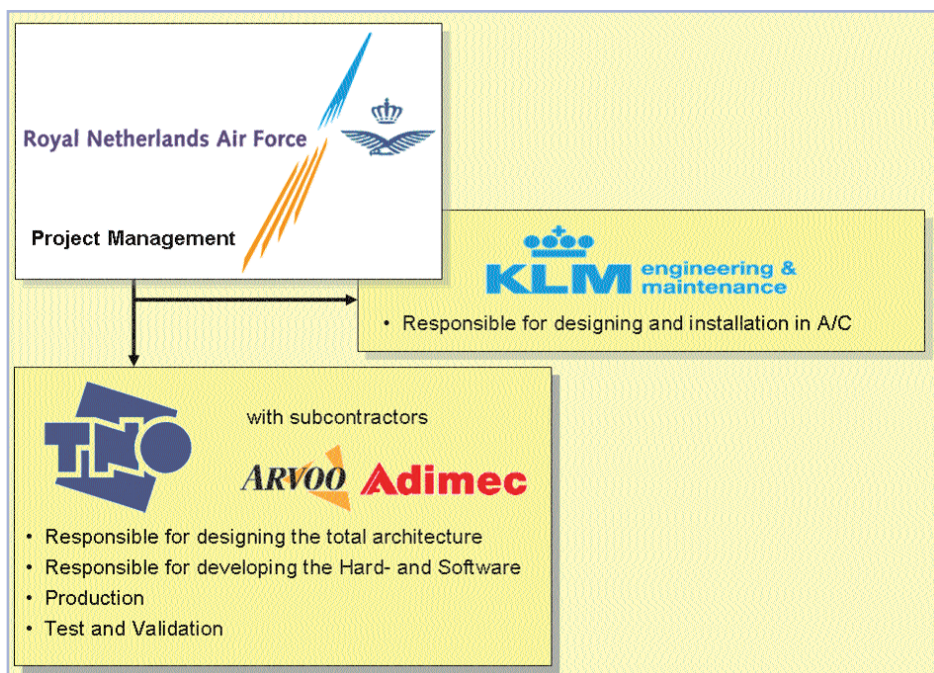 Royal Netherlands Air Force
Project Management
KLM engineering &
maintenance
• Responsible for designing and installation in A/C
TNO
with subcontractors
ARVOO Adimec
• Responsible for designing the total architecture
• Responsible for developing the Hard- and Software
• Production
• Test and Validation